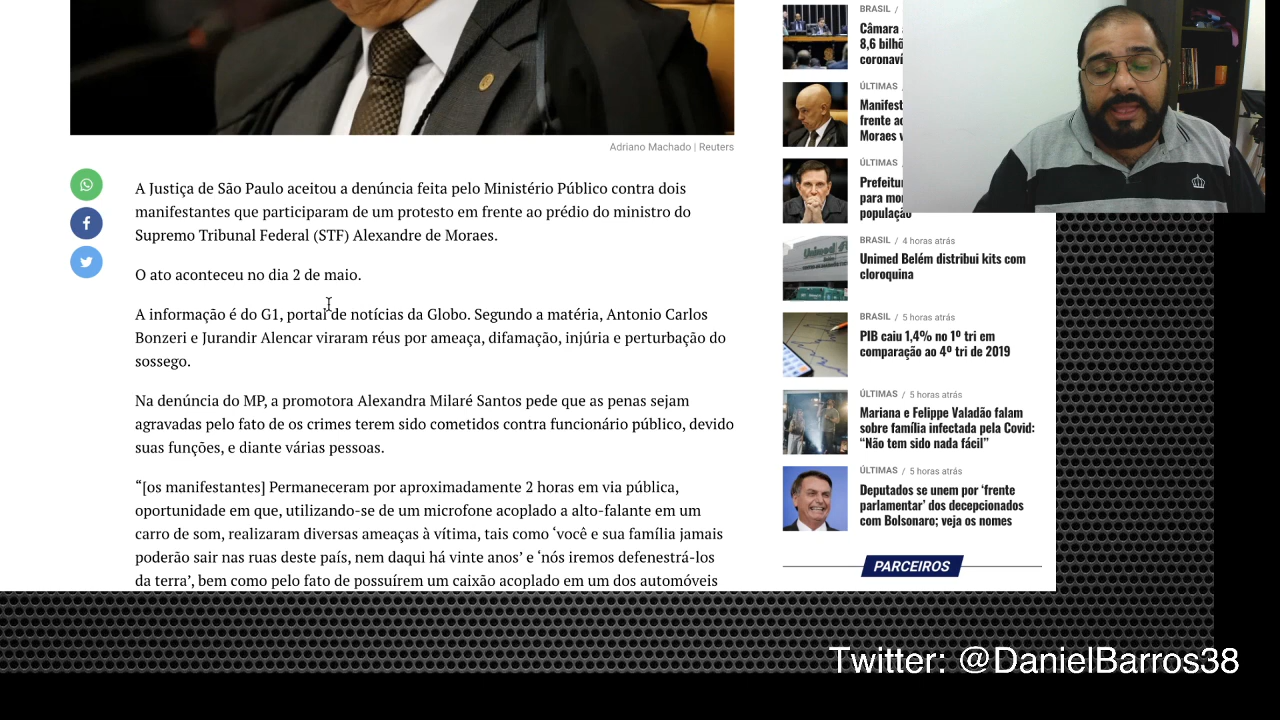 Adriano Machado | Reuters
A Justiça de São Paulo aceitou a denúncia feita pelo Ministério Público contra dois
manifestantes que participaram de um protesto em frente ao prédio do ministro do
Supremo Tribunal Federal (STF) Alexandre de Moraes.
O ato aconteceu no dia 2 de maio.
A informação é do G1, portal de notícias da Globo. Segundo a matéria, Antonio Carlos
Bonzeri e Jurandir Alencar viraram réus por ameaça, difamação, injúria e perturbação do
sossego.
Na denúncia do MP, a promotora Alexandra Milaré Santos pede que as penas sejam
agravadas pelo fato de os crimes terem sido cometidos contra funcionário público, devido
suas funções, e diante várias pessoas.
“[os manifestantes] Permaneceram por aproximadamente 2 horas em via pública,
oportunidade em que, utilizando-se de um microfone acoplado a alto-falante em um
carro de som, realizaram diversas ameaças à vítima, tais como ‘você e sua família jamais
poderão sair nas ruas deste país, nem daqui há vinte anos’ e ‘nós iremos defenestrá-los
da terra’, bem como pelo fato de possuírem um caixão acoplado em um dos automóveis
BRASIL /
Câmara
8,6
ÚLTIMAS
frente
Moraes
ÚLTIMAS
para
população
BRASIL / 4 horas atrás
Unimed Belém distribui kits com
cloroquina
BRASIL / 5 horas atrás
PIB caiu 1,4% no 1º tri em
comparação ao 4º tri de 2019
ÚLTIMAS / 5 horas atrás
Mariana e Felippe Valadão falam
sobre família infectada pela Covid:
“Não tem sido nada fácil”
ÚLTIMAS / 5 horas atrás
Deputados se unem por ‘frente
parlamentar’ dos decepcionados
com Bolsonaro; veja os nomes
PARCEIROS
Twitter: @DanielBarros38